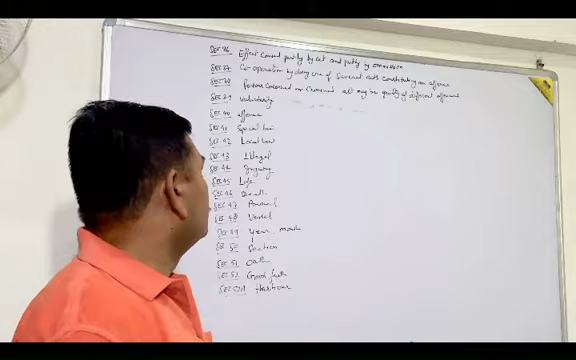 SEC 36 Effect caused partly by act and partly by omission
SEC 37 Co-operation by doing one of several acts constituting an offence
SEC 38 Persons concerned in criminal act may be guilty of different offences
SEC 39 Voluntarily
SEC 40 offence
SEC 41 Special law
SEC 42 Local law
SEC 43 Illegal
SEC 44 Injury
SEC 45 Life
SEC 46 Death
SEC 47 Animal
SEC 48 Vessel
SEC 49 Year, month
SEC 50 Section
SEC 51 Oath
SEC 52 Good faith
SEC 52A Harbour